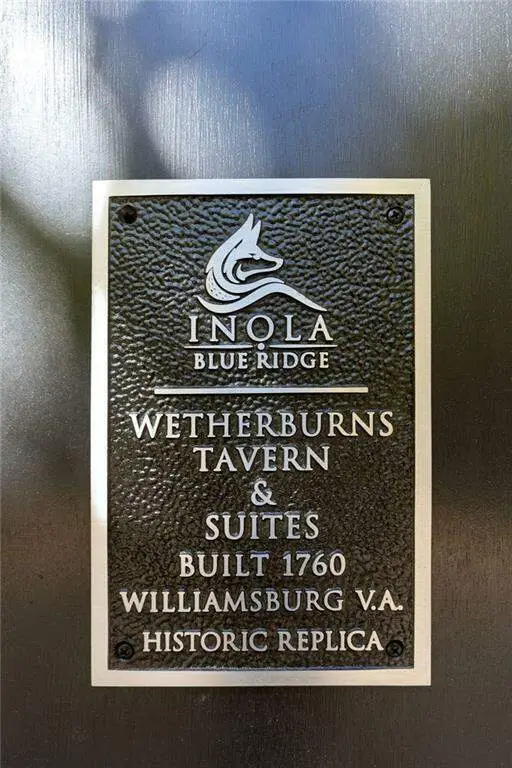 INOLA
BLUE RIDGE
WETHERBURNS
TAVERN
&
SUITES
BUILT 1760
WILLIAMSBURG V.A.
HISTORIC REPLICA